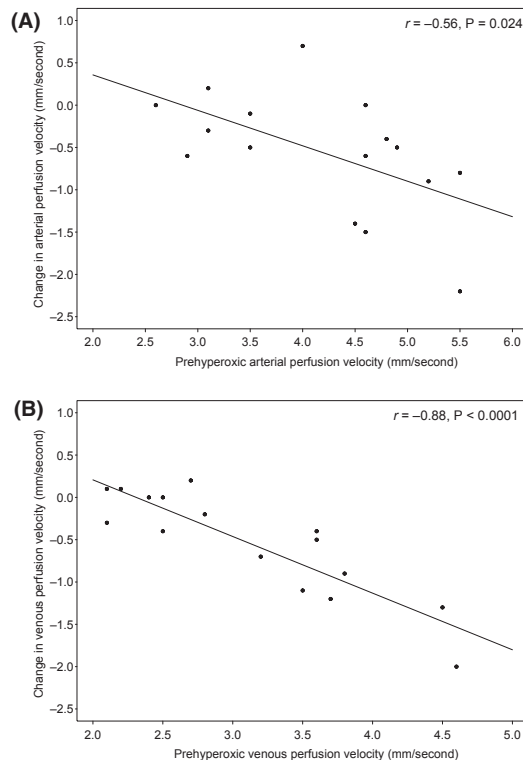 (A)
r = –0.56, P = 0.024
Change in arterial perfusion velocity (mm/second)
1.0
0.5
0.0
–0.5
–1.0
–1.5
–2.0
–2.5
2.0 2.5 3.0 3.5 4.0 4.5 5.0 5.5 6.0
Prehyperoxic arterial perfusion velocity (mm/second)
(B)
r = –0.88, P < 0.0001
Change in venous perfusion velocity (mm/second)
1.0
0.5
0.0
–0.5
–1.0
–1.5
–2.0
–2.5
2.0 2.5 3.0 3.5 4.0 4.5 5.0
Prehyperoxic venous perfusion velocity (mm/second)